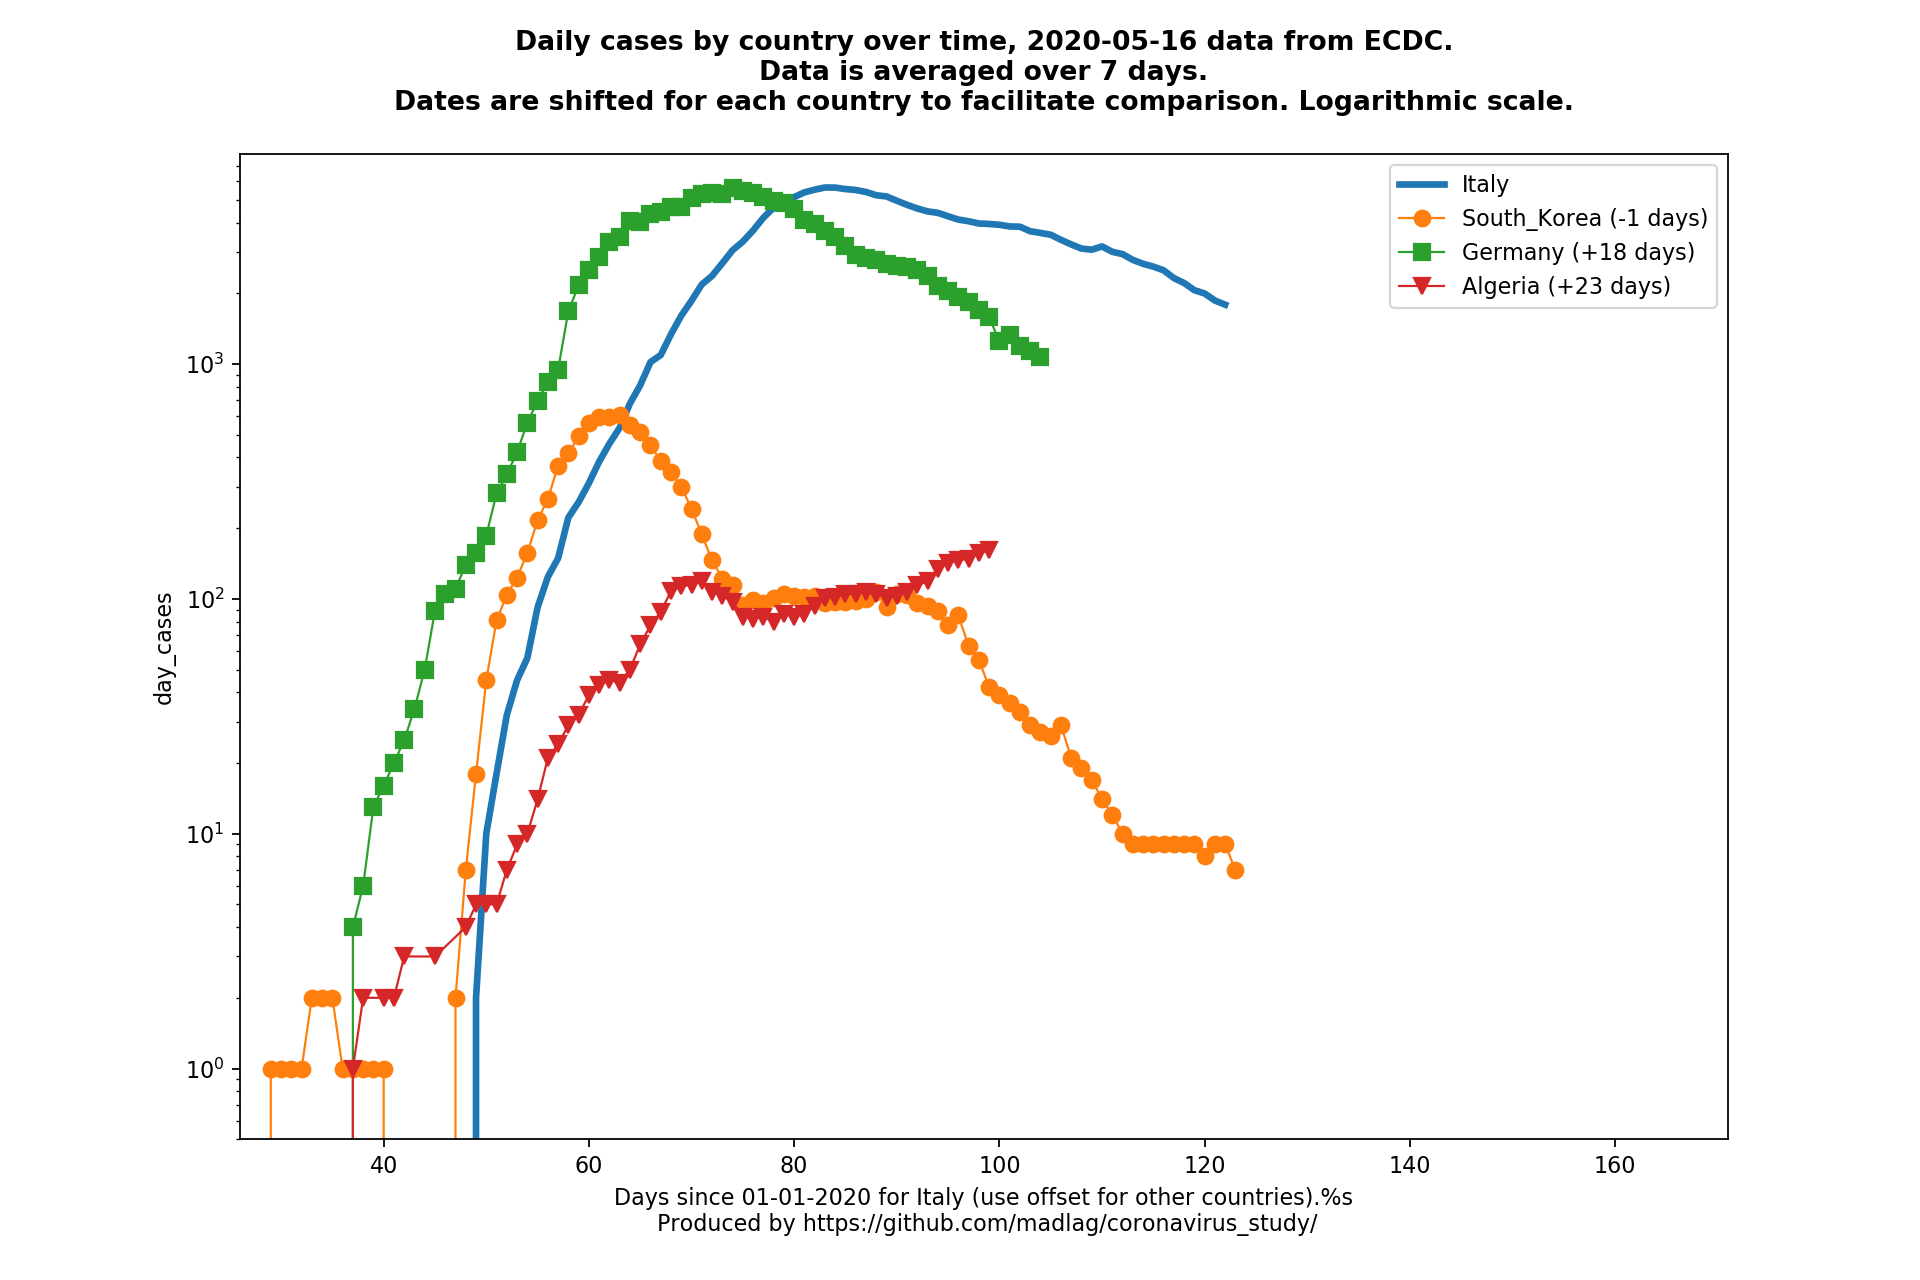 Daily cases by country over time, 2020-05-16 data from ECDC.
Data is averaged over 7 days.
Dates are shifted for each country to facilitate comparison. Logarithmic scale.
Italy
South_Korea (-1 days)
Germany (+18 days)
Algeria (+23 days)
day_cases
10³
10²
10¹
10⁰
40 60 80 100 120 140 160
Days since 01-01-2020 for Italy (use offset for other countries).%s
Produced by https://github.com/madlag/coronavirus_study/